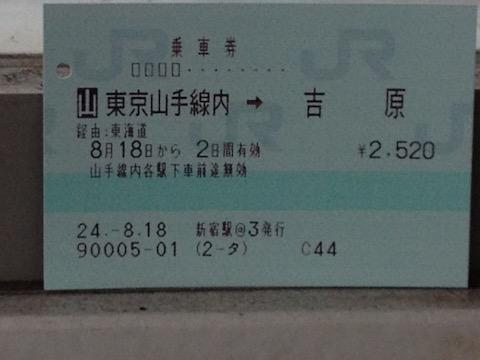 乗車券
□□□□・・・・・・・・
山 東京山手線内 → 吉原
経由:東海道
8月18日から 2日間有効 ¥2,520
山手線内各駅下車前途無効
24.-8.18 新宿駅@3発行
90005-01 (2-タ) C44